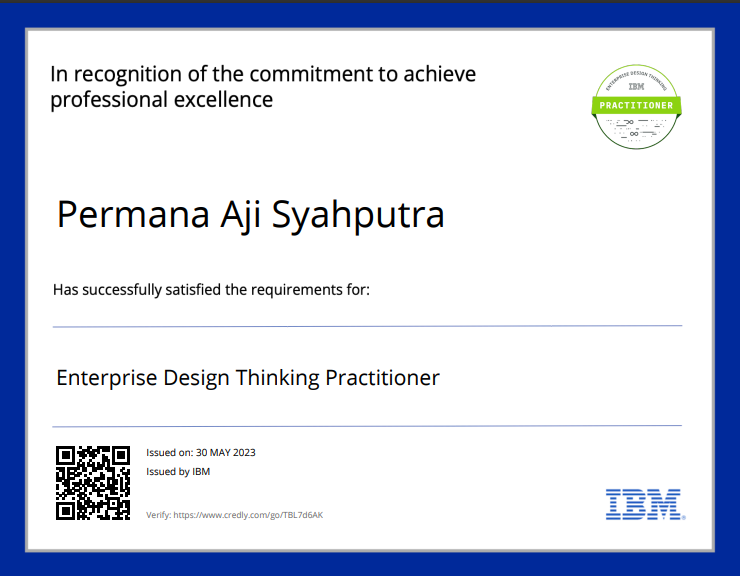 In recognition of the commitment to achieve
professional excellence
ENTERPRISE DESIGN THINKING
IBM
PRACTITIONER
Permana Aji Syahputra
Has successfully satisfied the requirements for:
Enterprise Design Thinking Practitioner
Issued on: 30 MAY 2023
Issued by IBM
Verify: https://www.credly.com/go/TBL7d6AK
IBM®